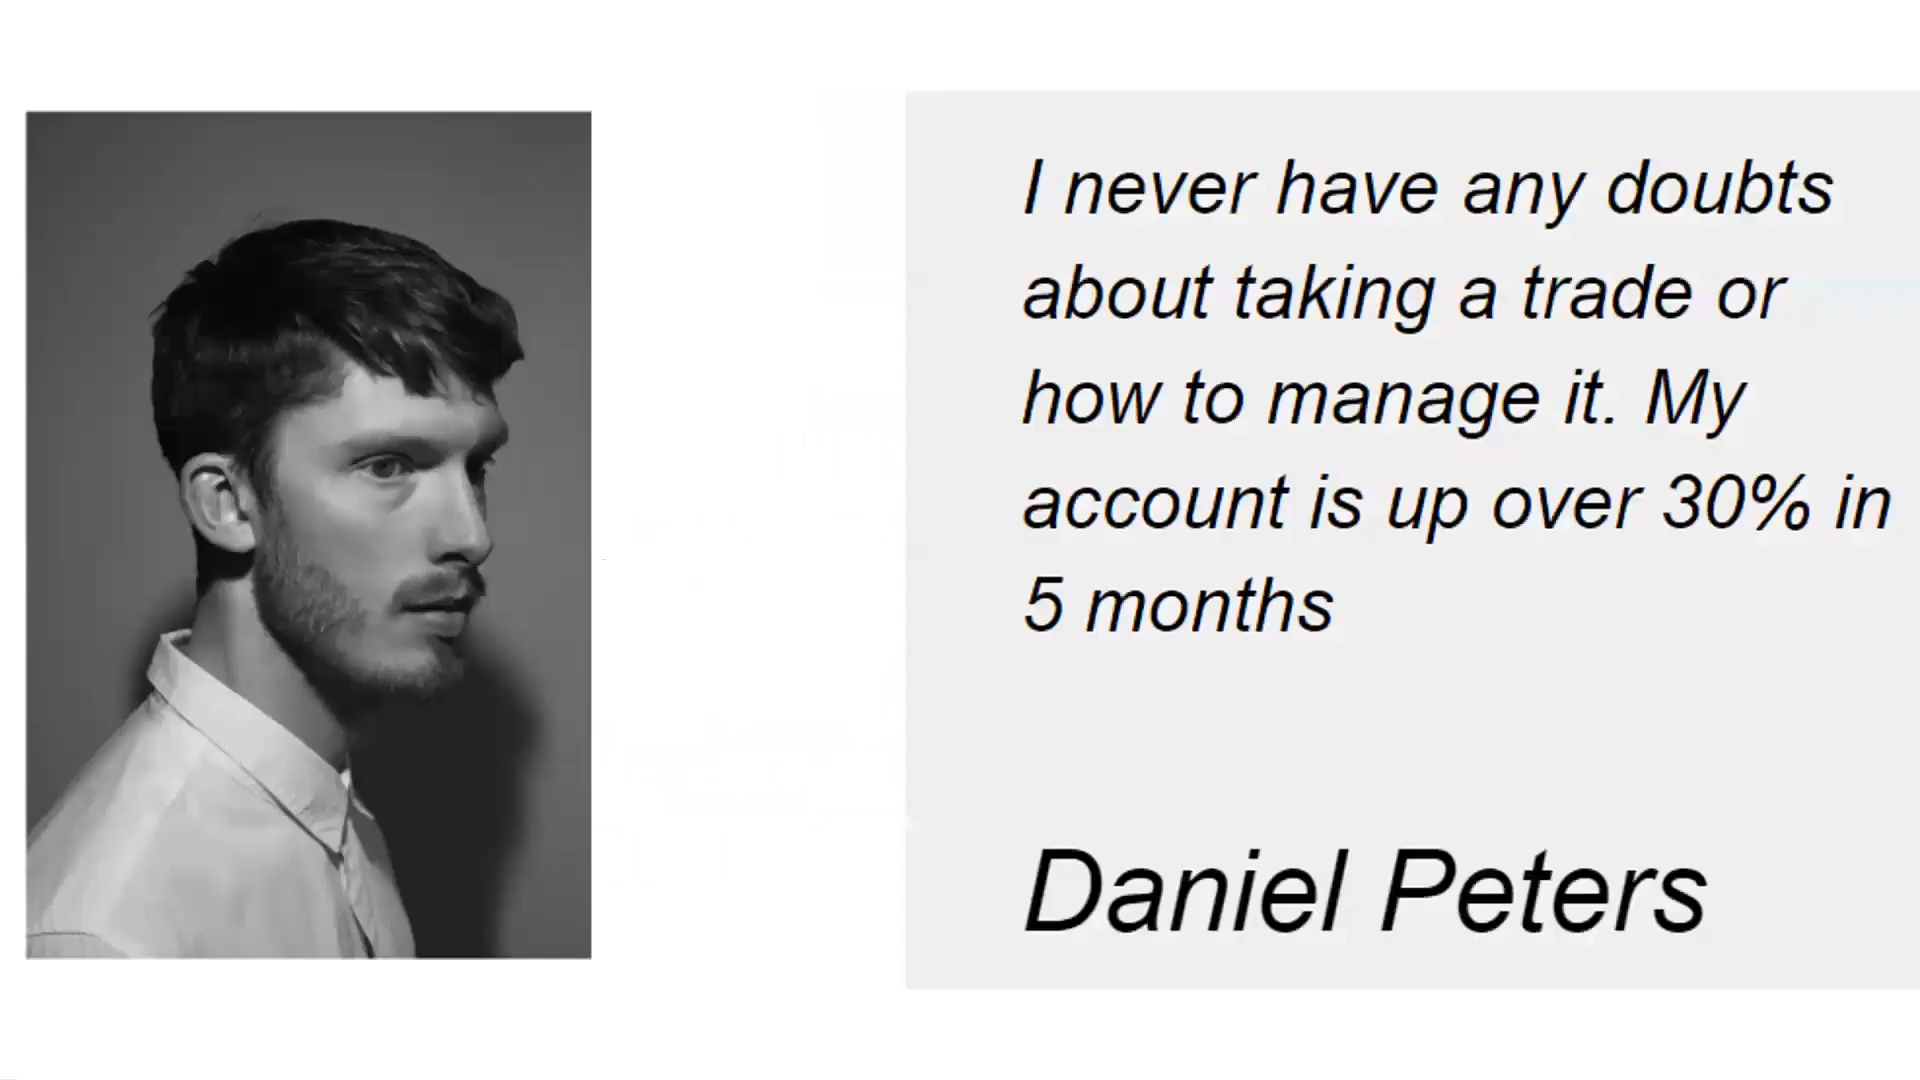 I never have any doubts
about taking a trade or
how to manage it. My
account is up over 30% in
5 months
Daniel Peters